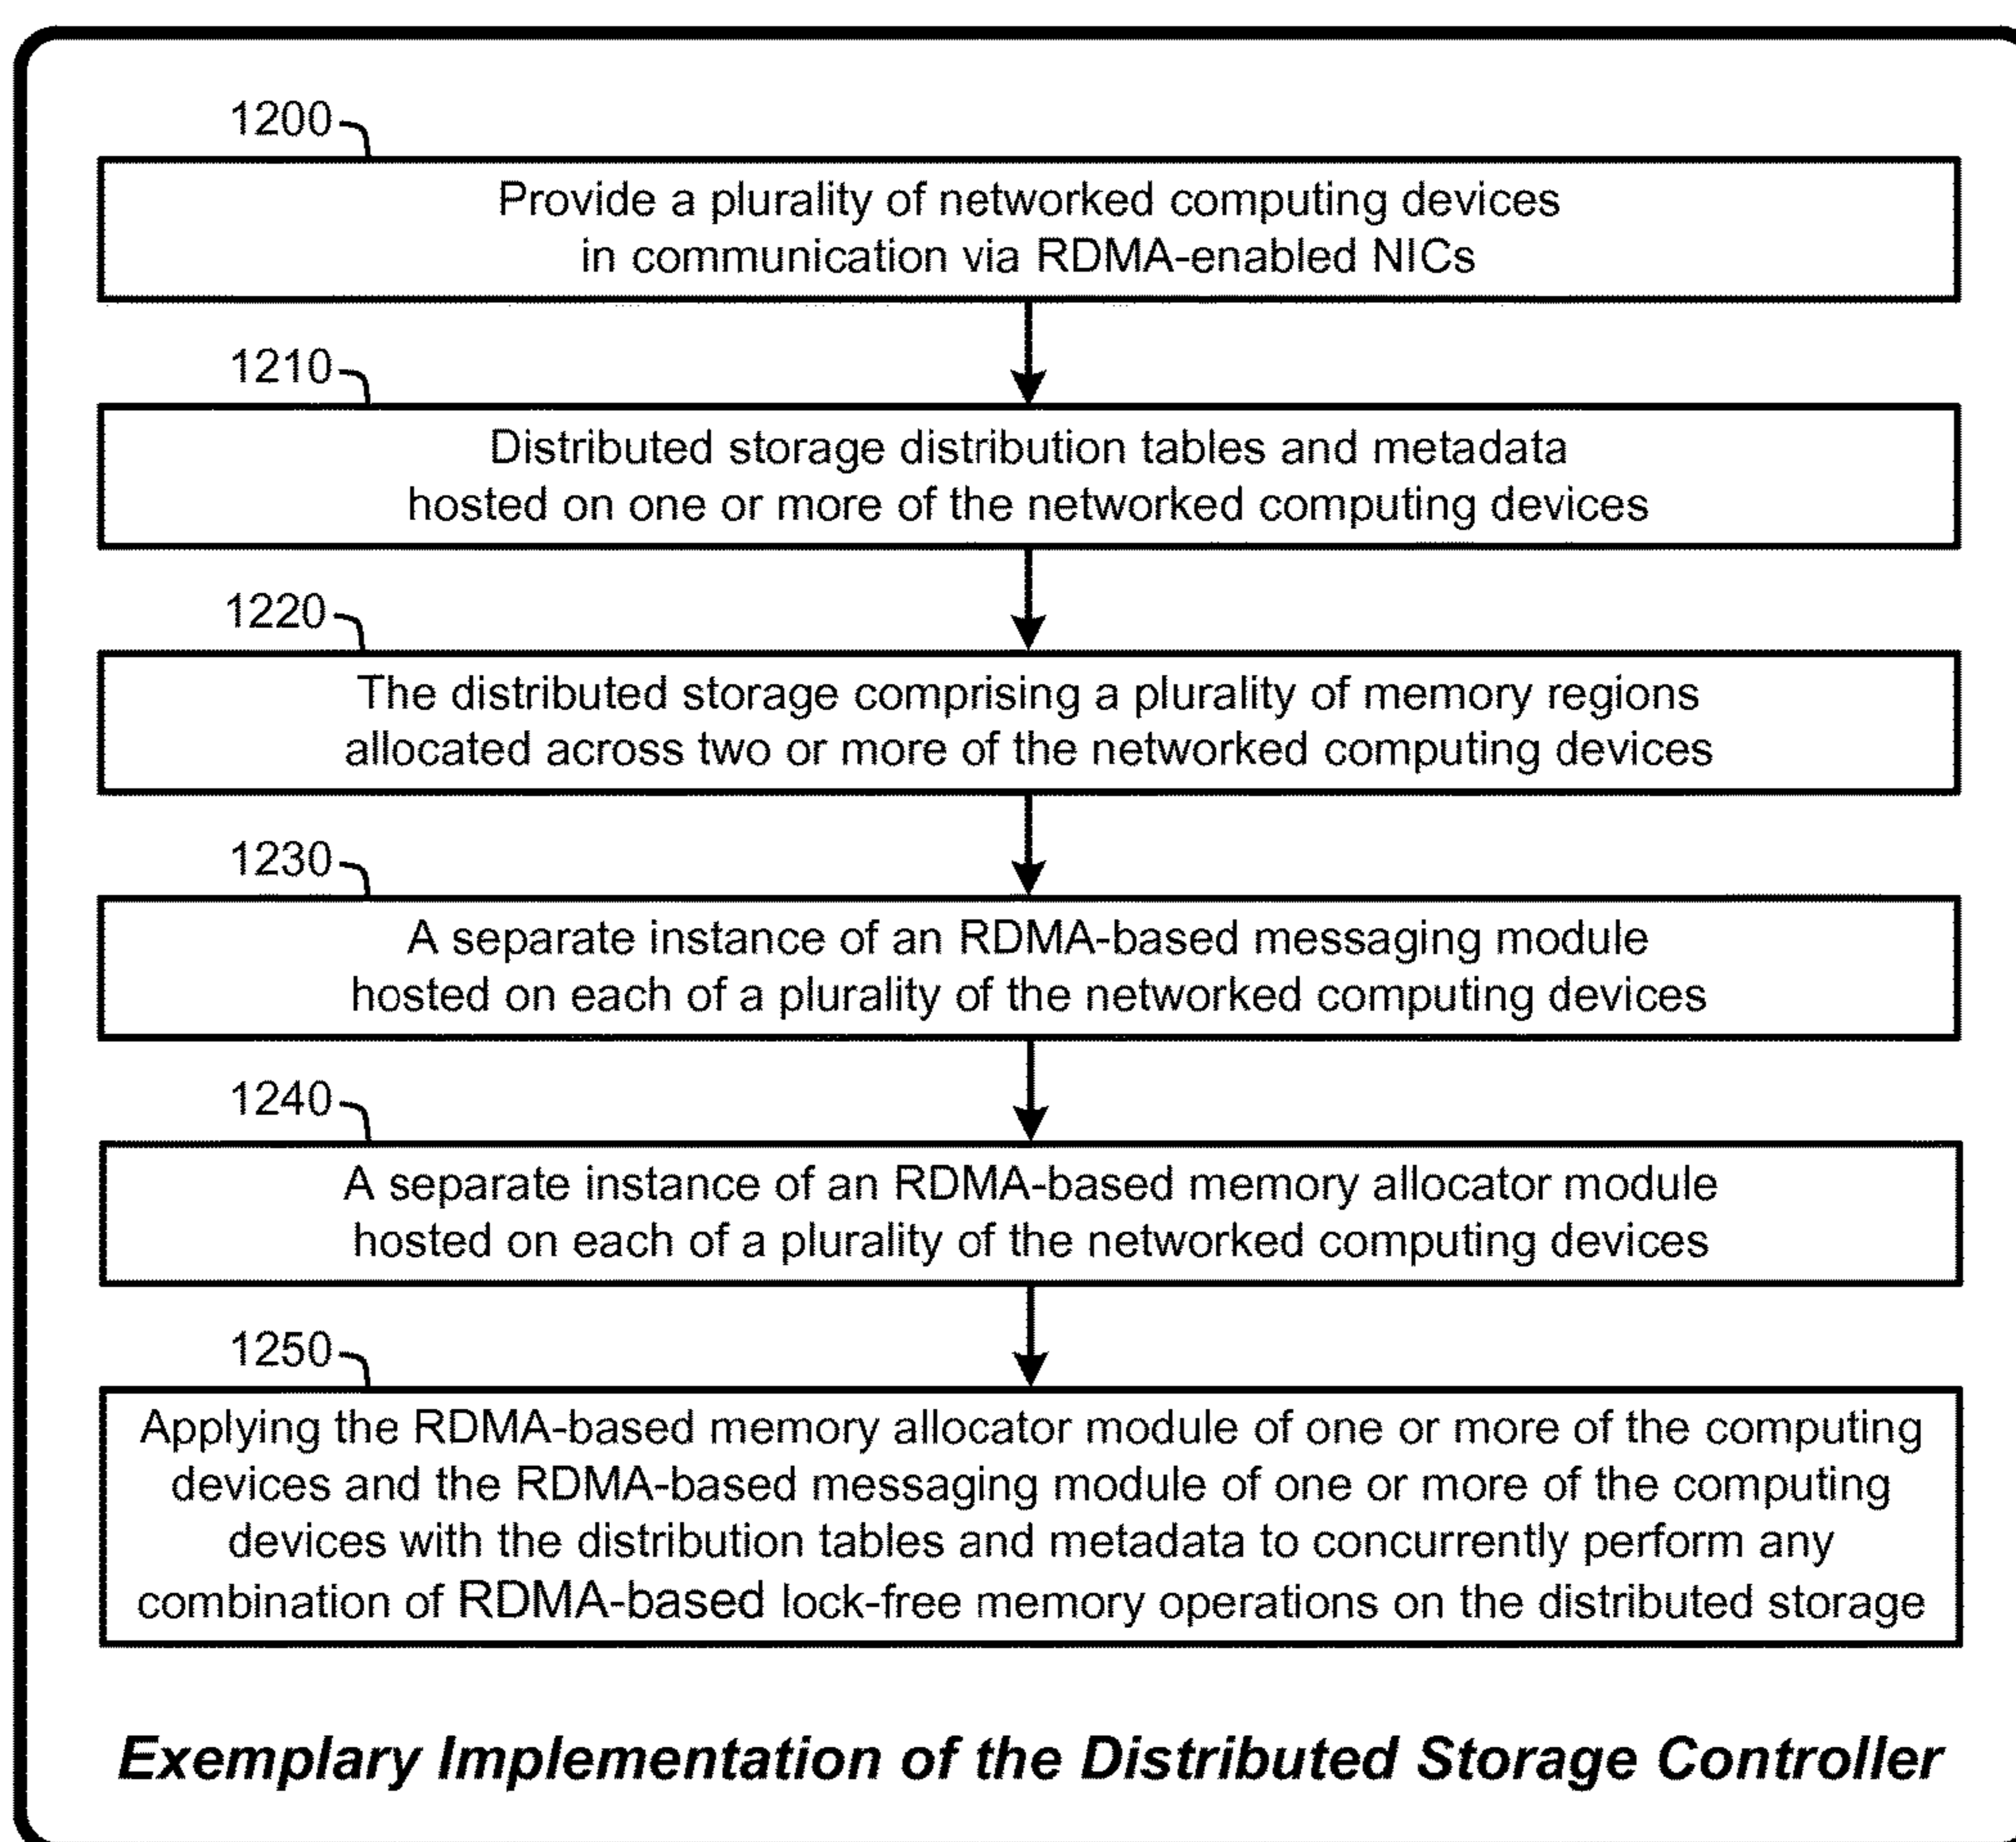 1200
Provide a plurality of networked computing devices
in communication via RDMA-enabled NICs
1210
Distributed storage distribution tables and metadata
hosted on one or more of the networked computing devices
1220
The distributed storage comprising a plurality of memory regions
allocated across two or more of the networked computing devices
1230
A separate instance of an RDMA-based messaging module
hosted on each of a plurality of the networked computing devices
1240
A separate instance of an RDMA-based memory allocator module
hosted on each of a plurality of the networked computing devices
1250
Applying the RDMA-based memory allocator module of one or more of the computing
devices and the RDMA-based messaging module of one or more of the computing
devices with the distribution tables and metadata to concurrently perform any
combination of RDMA-based lock-free memory operations on the distributed storage
Exemplary Implementation of the Distributed Storage Controller